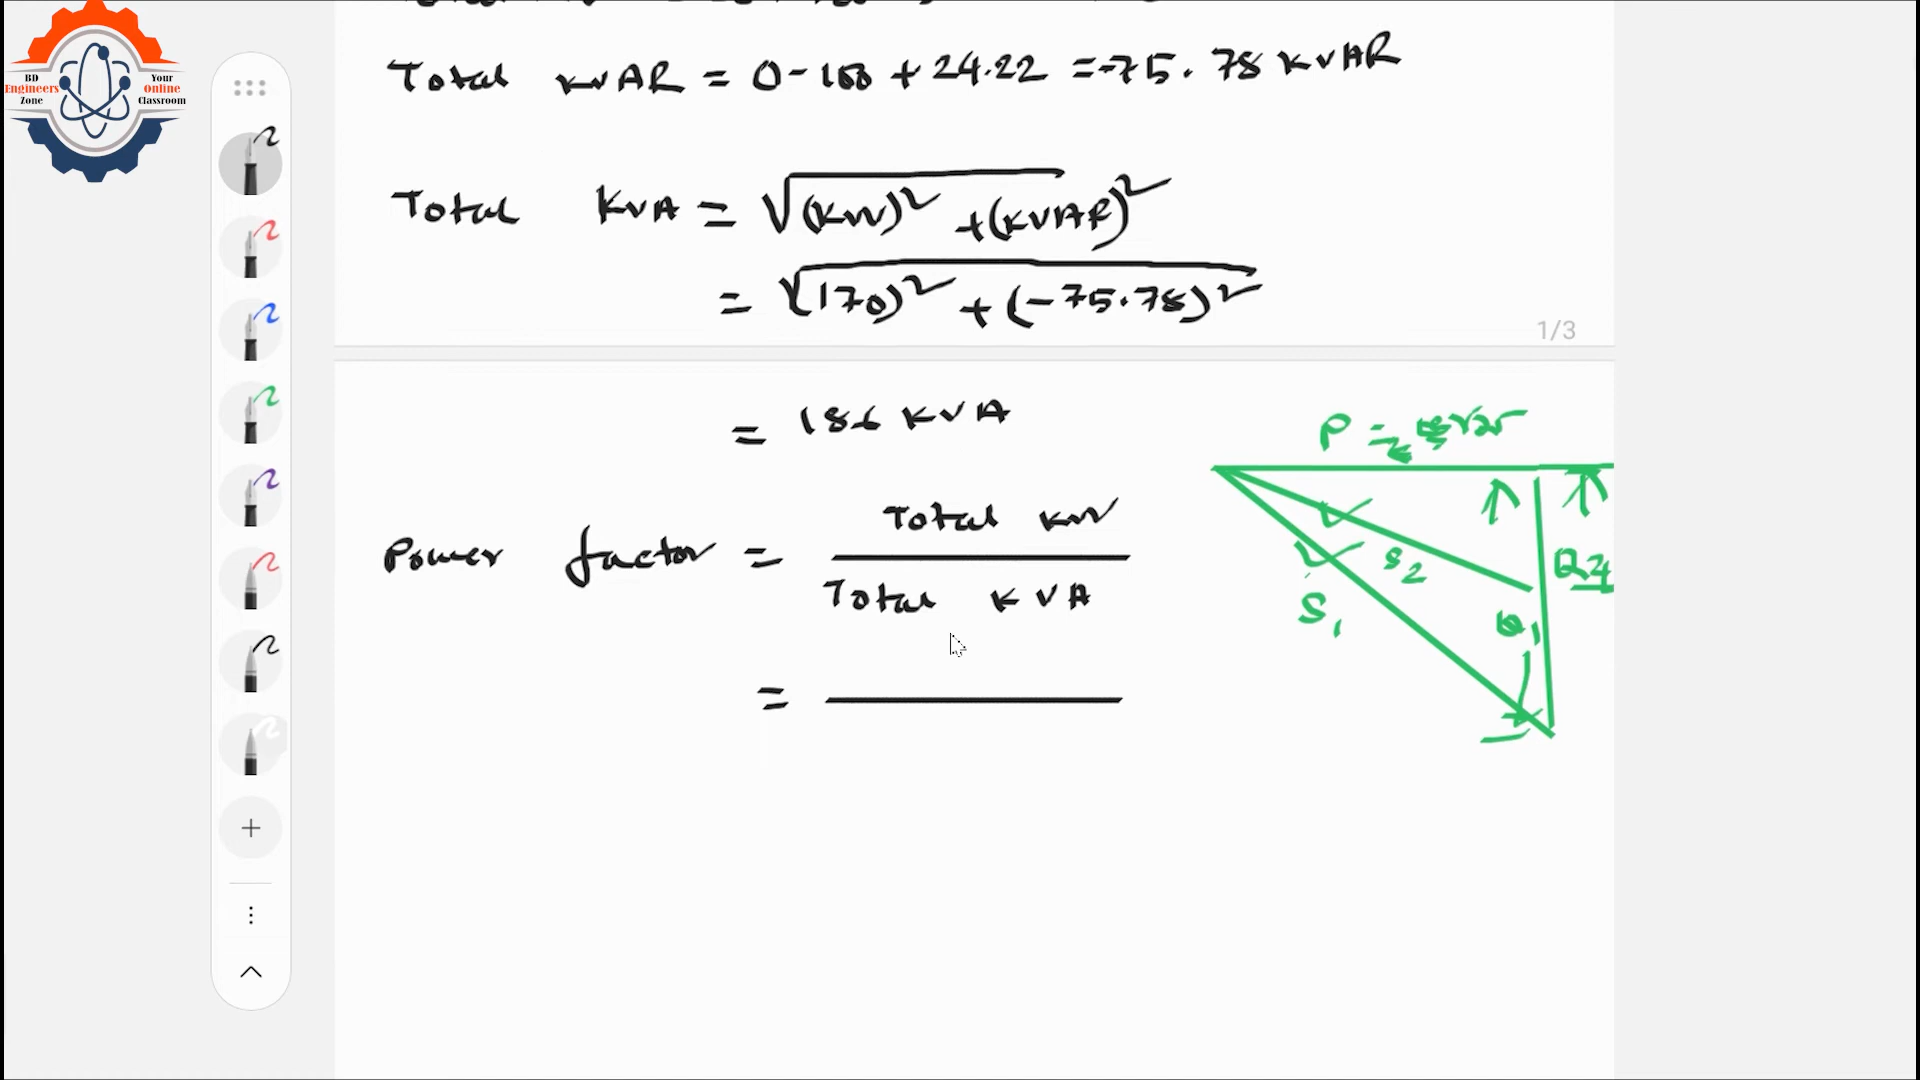 BD
Engineers
Zone
Your
Online
Classroom
Total KVAR = 0-100 + 24.22 = -75.78 KVAR
Total KVA = √(KW)² + (KVAR)²
= √(170)² + (-75.78)²
1/3
= 186 KVA
P =
Power factor = Total KW
Total KVA
=
S2
Q2
S1
Q1